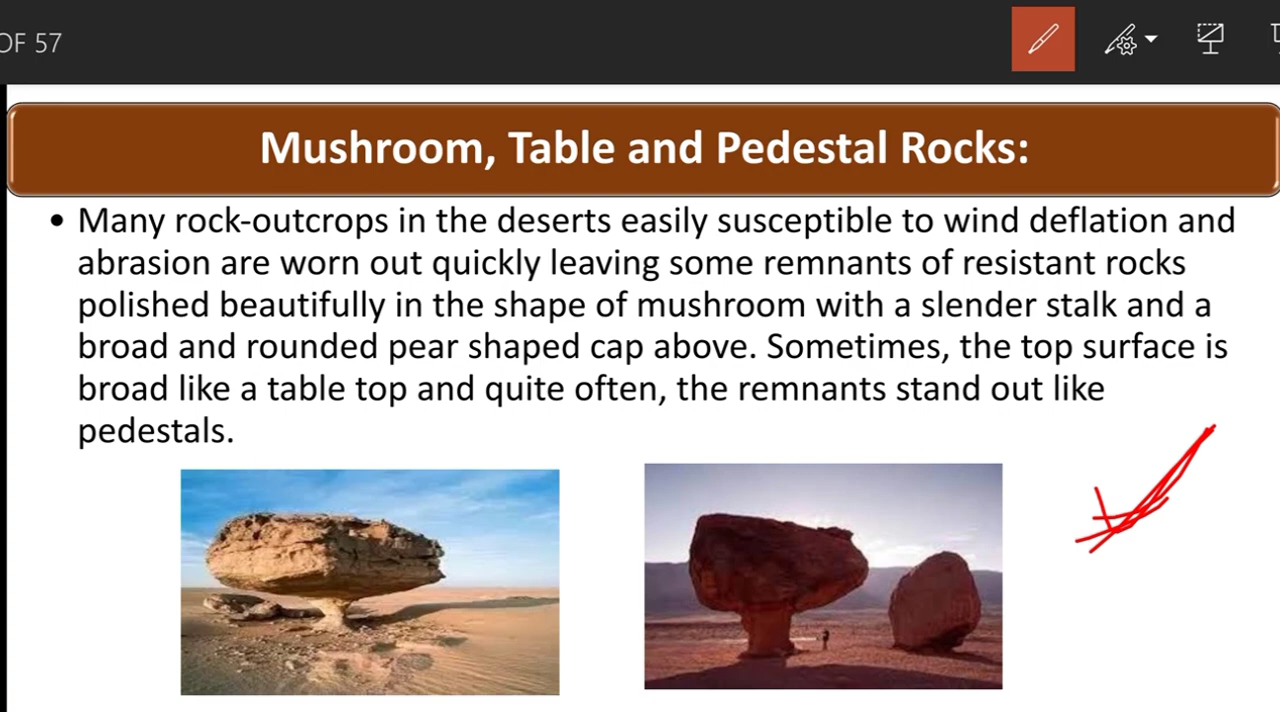 OF 57
Mushroom, Table and Pedestal Rocks:
• Many rock-outcrops in the deserts easily susceptible to wind deflation and
abrasion are worn out quickly leaving some remnants of resistant rocks
polished beautifully in the shape of mushroom with a slender stalk and a
broad and rounded pear shaped cap above. Sometimes, the top surface is
broad like a table top and quite often, the remnants stand out like
pedestals.